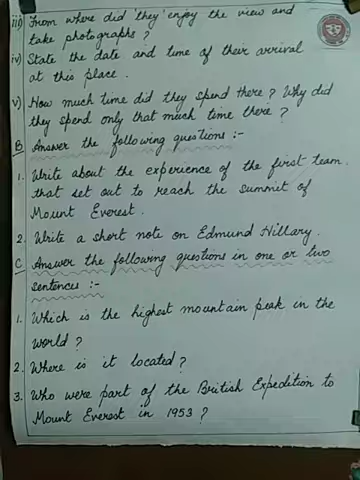 iii) From where did 'they' enjoy the view and
take photographs?
iv) State the date and time of their arrival
at this place.
v) How much time did they spend there? Why did
they spend only that much time there?
B Answer the following questions :-
1. Write about the experience of the first team
that set out to reach the summit of
Mount Everest.
2. Write a short note on Edmund Hillary.
C Answer the following questions in one or two
sentences :-
1. Which is the highest mountain peak in the
world?
2. Where is it located?
3. Who were part of the British Expedition to
Mount Everest in 1953?